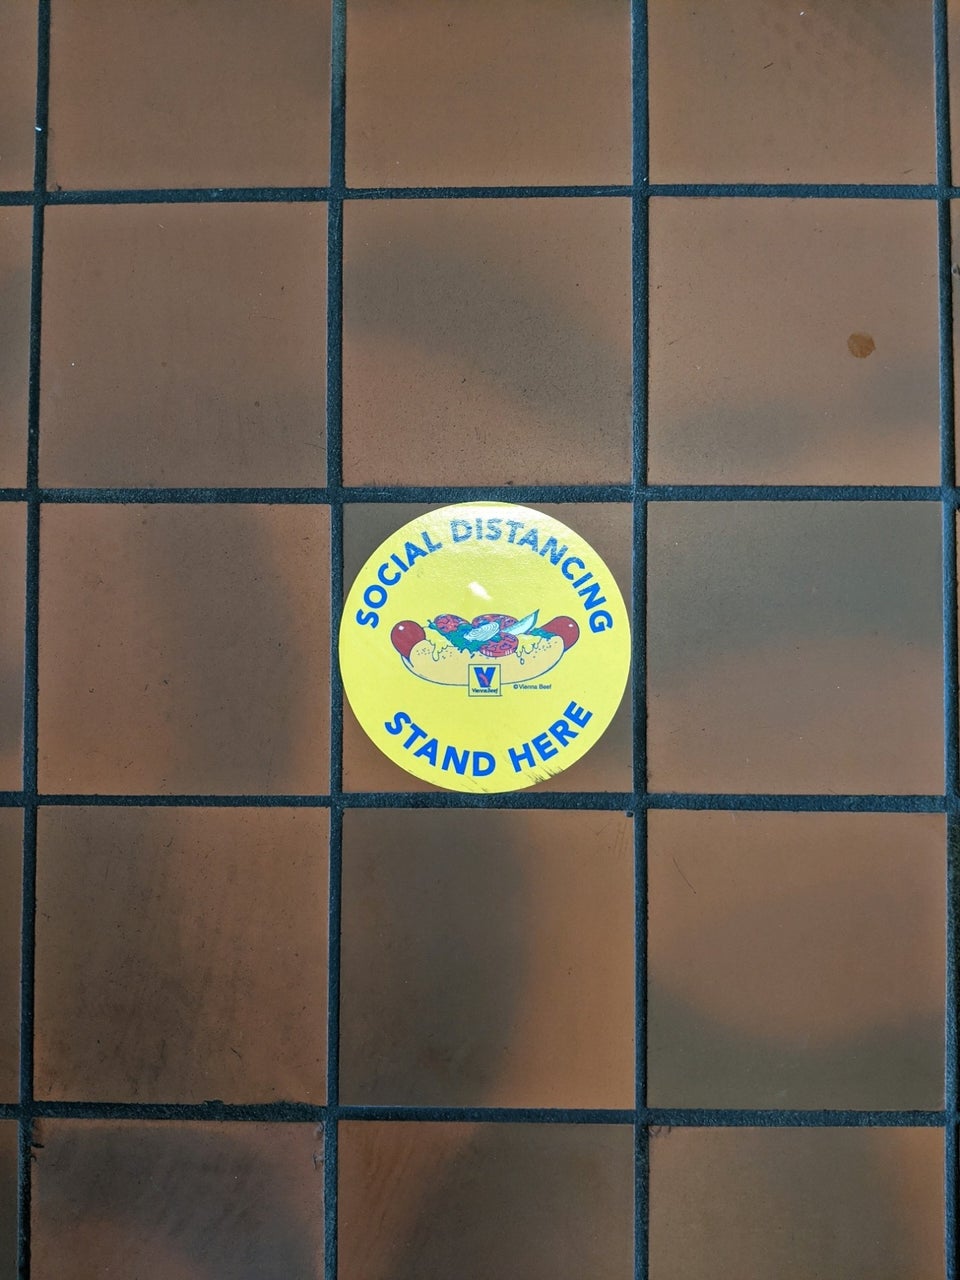 SOCIAL DISTANCING
Vienna Beef
© Vienna Beef
STAND HERE